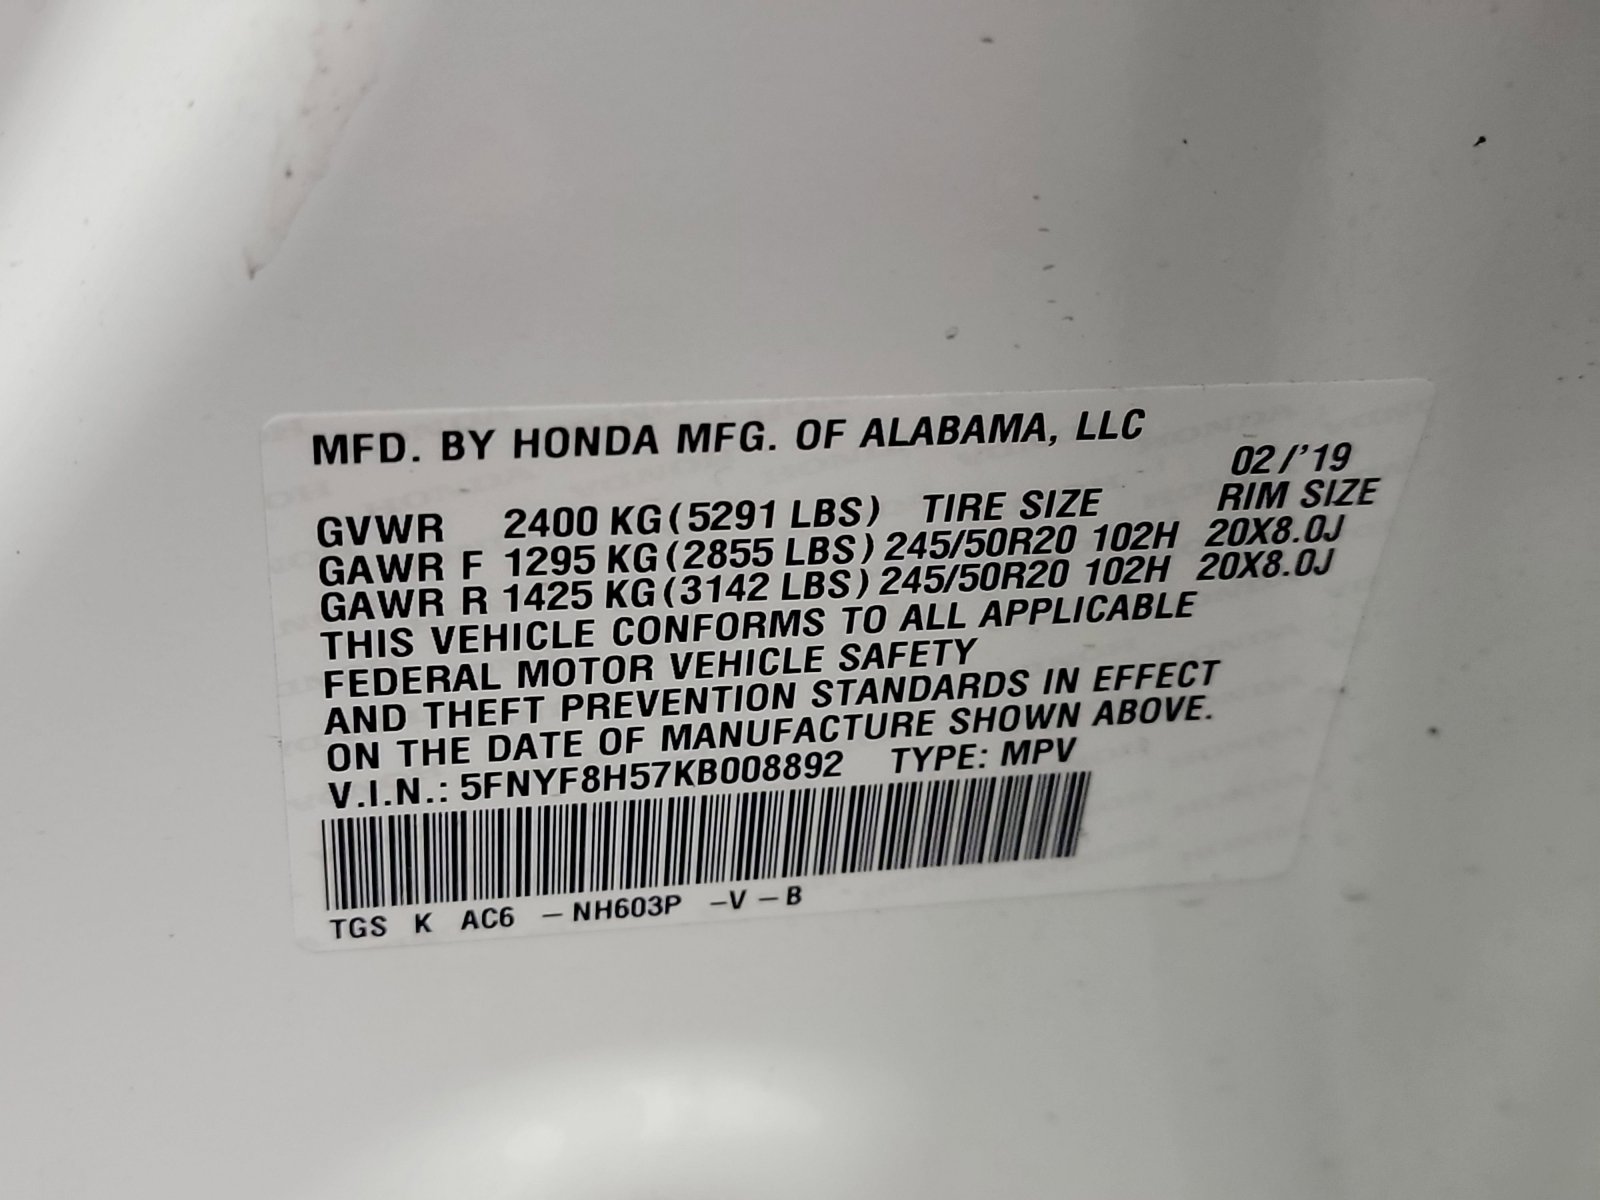 MFD. BY HONDA MFG. OF ALABAMA, LLC
02/'19
GVWR 2400 KG(5291 LBS) TIRE SIZE RIM SIZE
GAWR F 1295 KG(2855 LBS) 245/50R20 102H 20X8.0J
GAWR R 1425 KG(3142 LBS) 245/50R20 102H 20X8.0J
THIS VEHICLE CONFORMS TO ALL APPLICABLE
FEDERAL MOTOR VEHICLE SAFETY
AND THEFT PREVENTION STANDARDS IN EFFECT
ON THE DATE OF MANUFACTURE SHOWN ABOVE.
V.I.N.: 5FNYF8H57KB008892 TYPE: MPV
TGS K AC6 -NH603P -V-B